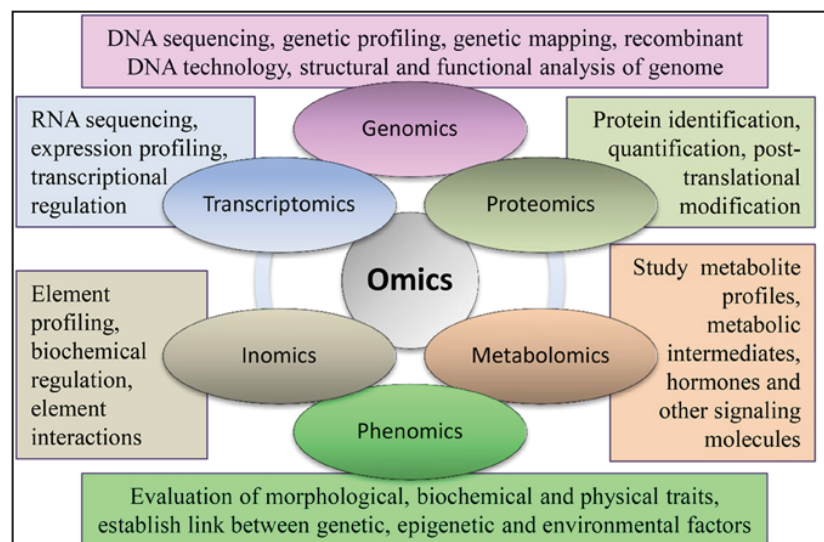 DNA sequencing, genetic profiling, genetic mapping, recombinant
DNA technology, structural and functional analysis of genome
Genomics
RNA sequencing,
expression profiling,
transcriptional
regulation
Transcriptomics
Protein identification,
quantification, post-
translational
modification
Proteomics
Omics
Element
profiling,
biochemical
regulation,
element
interactions
Inomics
Study metabolite
profiles,
metabolic
intermediates,
hormones and
other signaling
molecules
Metabolomics
Phenomics
Evaluation of morphological, biochemical and physical traits,
establish link between genetic, epigenetic and environmental factors